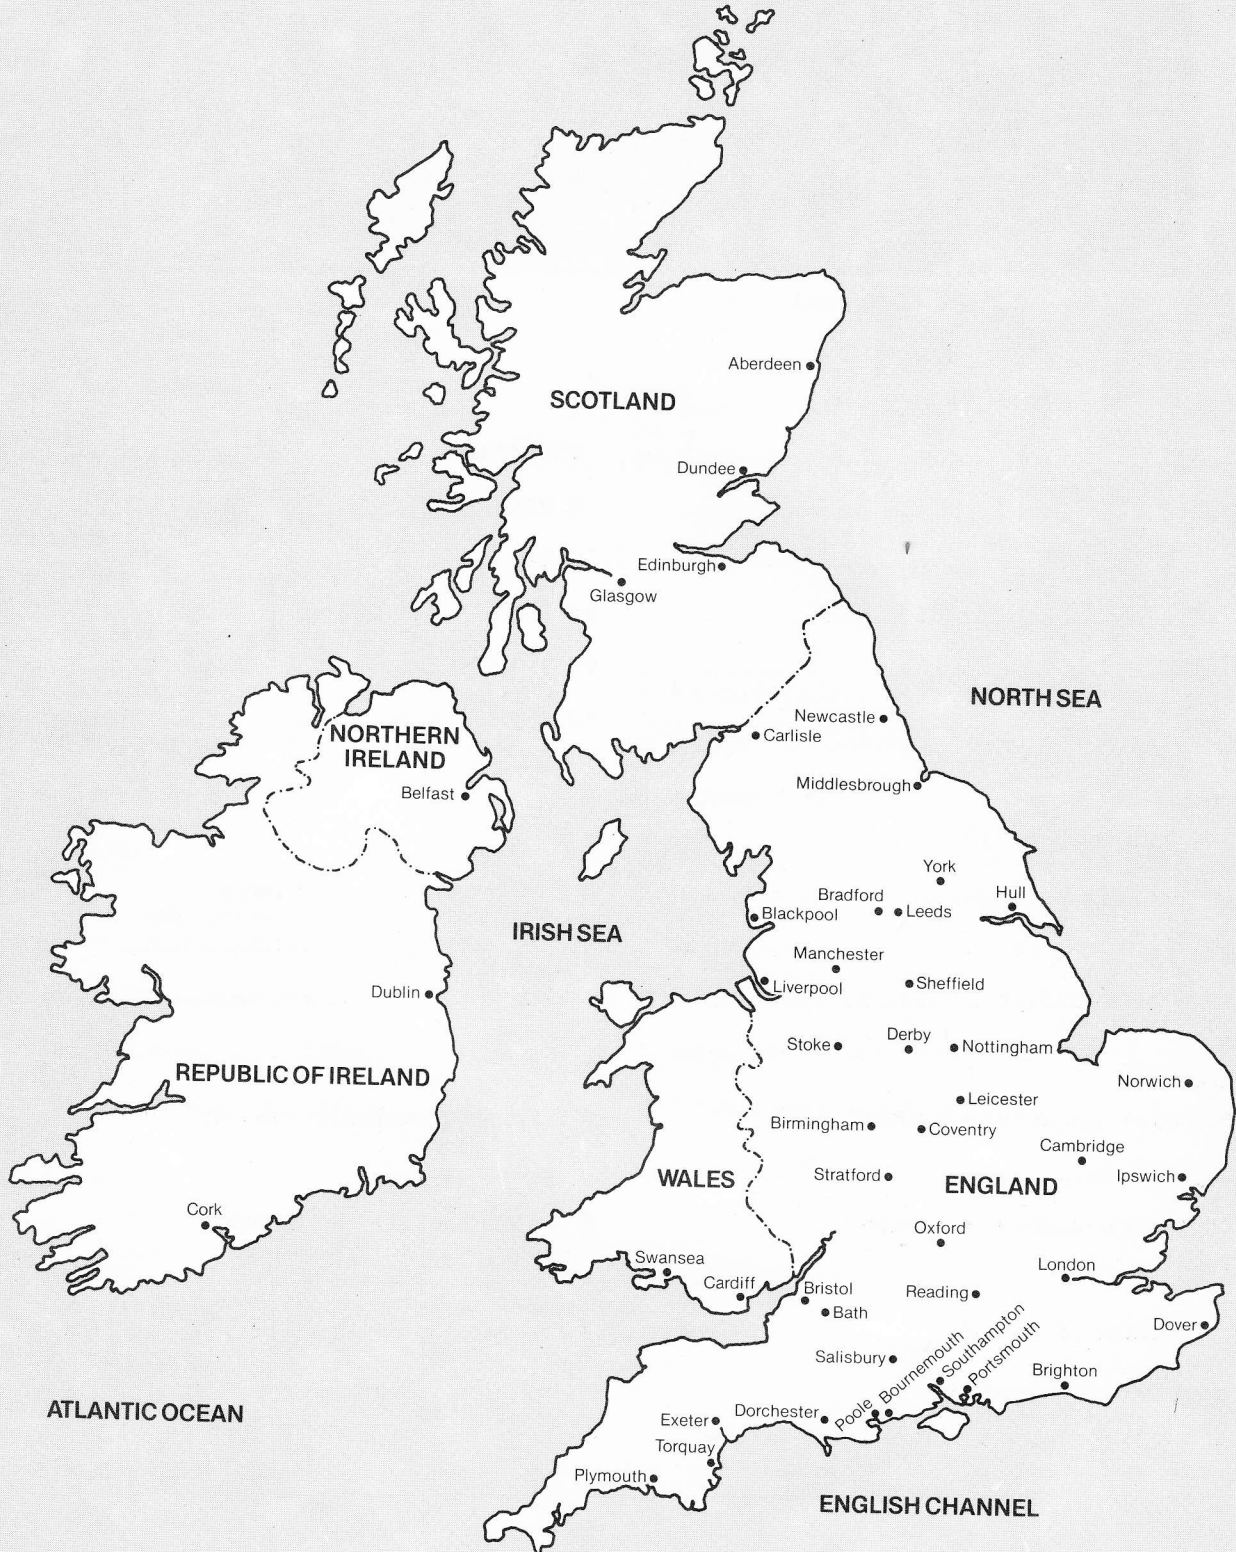 Aberdeen
SCOTLAND
Dundee
Edinburgh
Glasgow
NORTH SEA
Newcastle
NORTHERN
IRELAND
Carlisle
Middlesbrough
Belfast
York
Bradford
Hull
Leeds
Blackpool
IRISH SEA
Manchester
Sheffield
Liverpool
Dublin
Derby
Stoke
Nottingham
REPUBLIC OF IRELAND
Norwich
Leicester
Birmingham
Coventry
Cambridge
Stratford
WALES
ENGLAND
Ipswich
Cork
Oxford
Swansea
London
Cardiff
Bristol
Reading
Bath
Dover
Salisbury
Bournemouth
Southampton
Portsmouth
Brighton
ATLANTIC OCEAN
Exeter
Dorchester
Poole
Torquay
Plymouth
ENGLISH CHANNEL